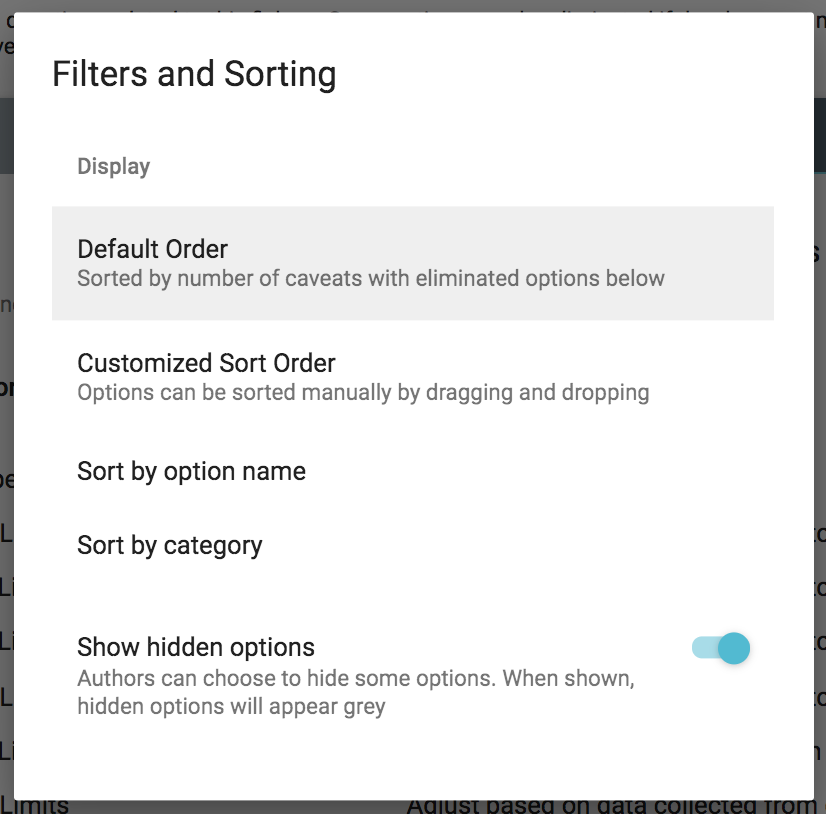 Filters and Sorting
Display
Default Order
Sorted by number of caveats with eliminated options below
Customized Sort Order
Options can be sorted manually by dragging and dropping
Sort by option name
Sort by category
Show hidden options
Authors can choose to hide some options. When shown,
hidden options will appear grey
Limits Adjust based on data collected from